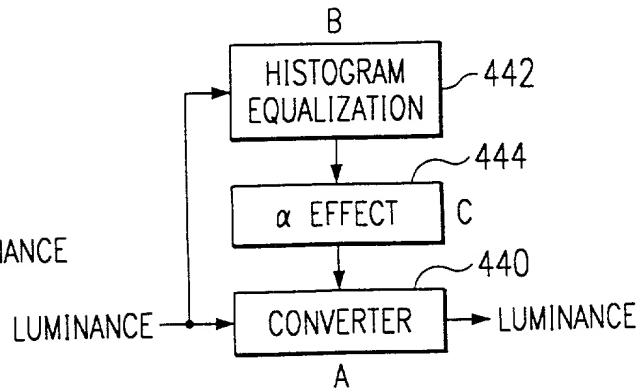 B
HISTOGRAM
EQUALIZATION
442
444
α EFFECT
C
440
LUMINANCE
CONVERTER
LUMINANCE
A